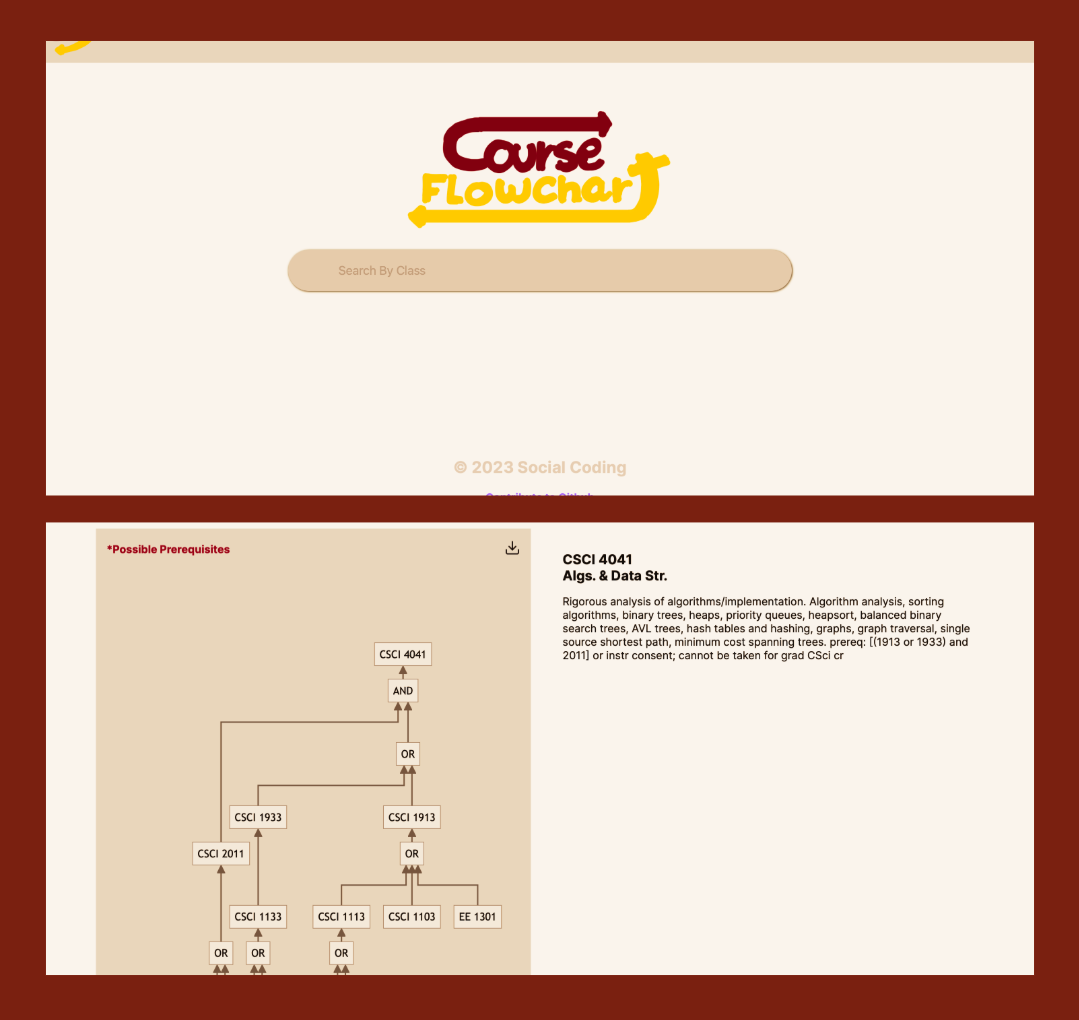 Course
FLowchart
Search By Class
© 2023 Social Coding
Contribute to Github
*Possible Prerequisites
CSCI 4041
AND
OR
CSCI 1933
CSCI 1913
CSCI 2011
OR
CSCI 1133
CSCI 1113
CSCI 1103
EE 1301
OR
OR
OR
CSCI 4041
Algs. & Data Str.
Rigorous analysis of algorithms/implementation. Algorithm analysis, sorting
algorithms, binary trees, heaps, priority queues, heapsort, balanced binary
search trees, AVL trees, hash tables and hashing, graphs, graph traversal, single
source shortest path, minimum cost spanning trees. prereq: [(1913 or 1933) and
2011] or instr consent; cannot be taken for grad CSci cr